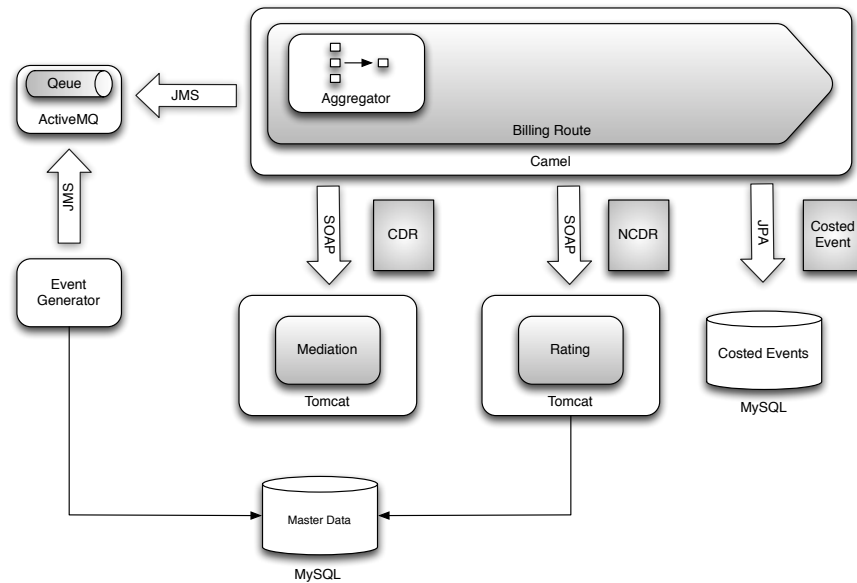 Qeue
ActiveMQ
JMS
Aggregator
Billing Route
Camel
JMS
SOAP
CDR
SOAP
NCDR
JPA
Costed
Event
Event
Generator
Mediation
Tomcat
Rating
Tomcat
Costed Events
MySQL
Master Data
MySQL